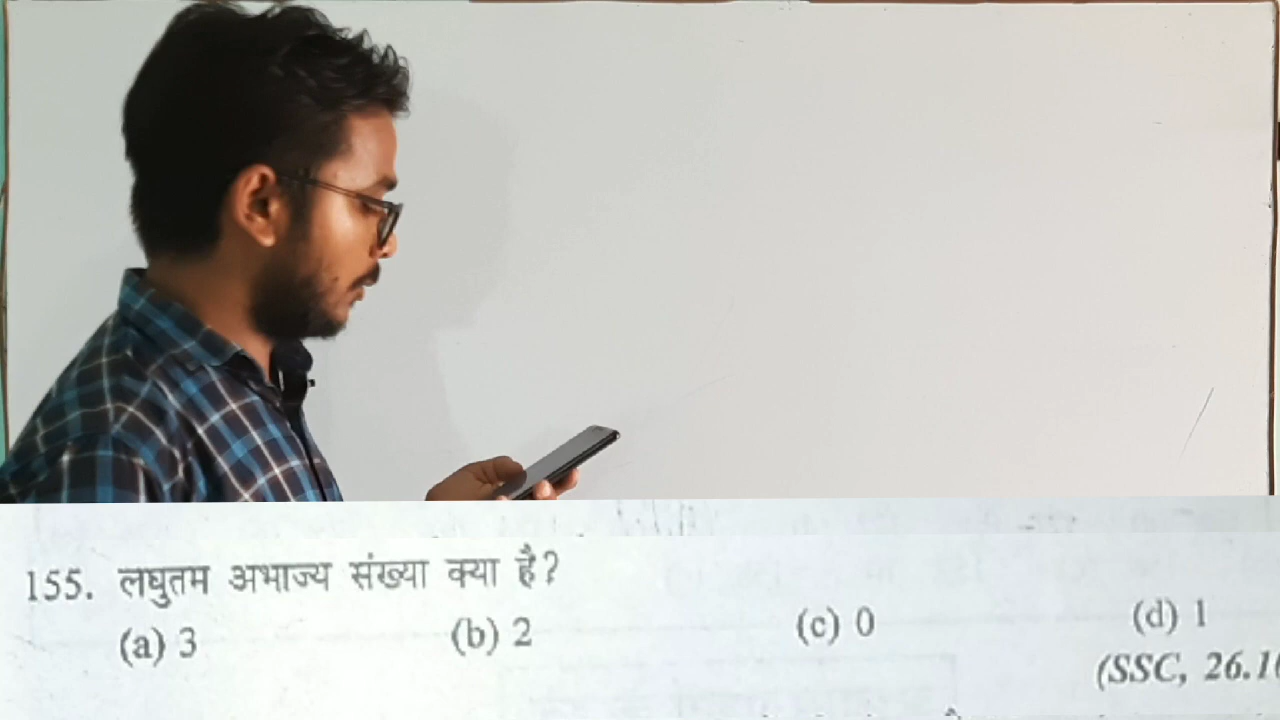 155. लघुतम अभाज्य संख्या क्या है?
(a) 3 (b) 2 (c) 0 (d) 1
(SSC, 26.1